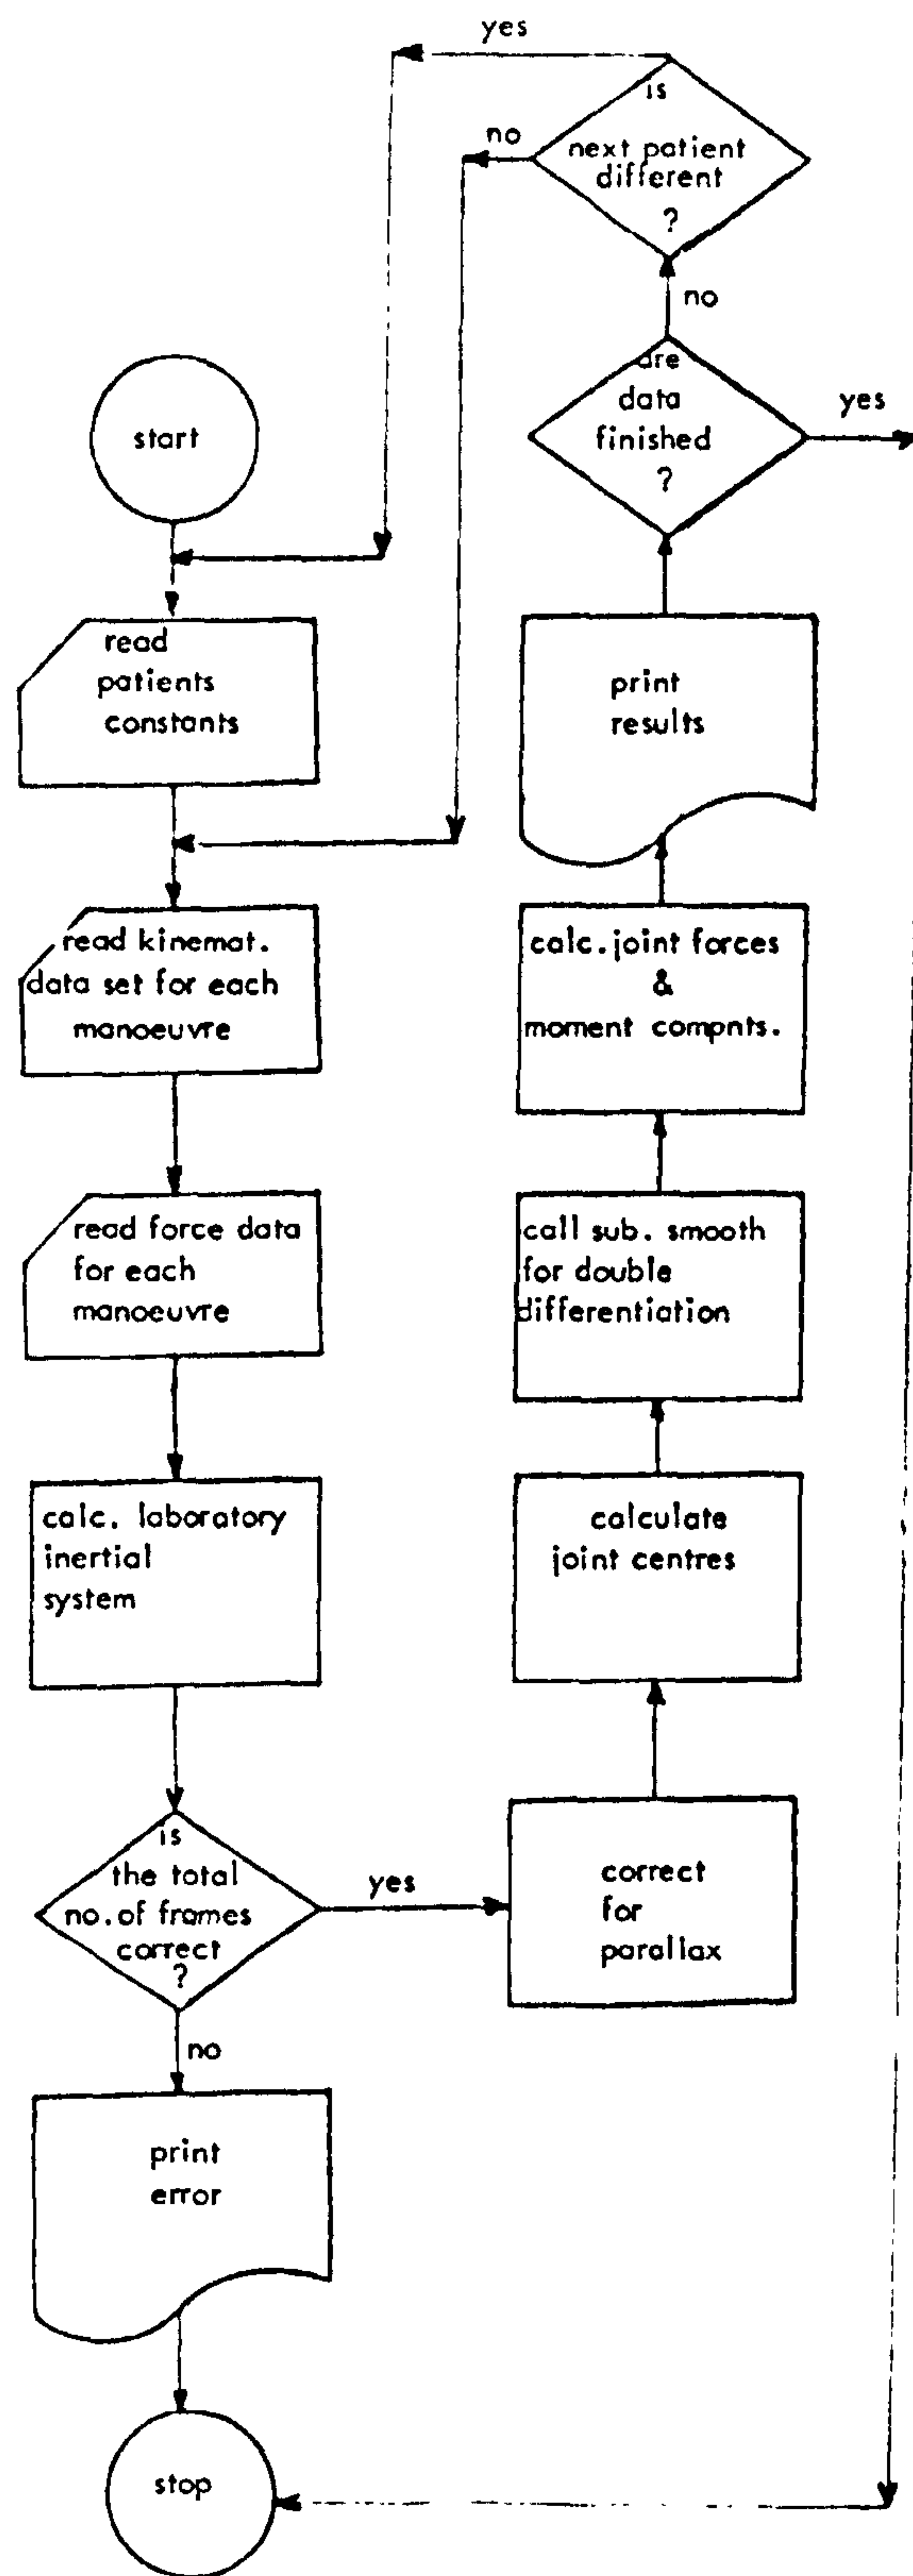 start
read
patients
constants
read kinemat.
data set for each
manoeuvre
read force data
for each
manoeuvre
calc. laboratory
inertial
system
is
the total
no. of frames
correct
?
yes
no
print
error
stop
correct
for
parallax
calculate
joint centres
call sub. smooth
for double
differentiation
calc. joint forces
&
moment compnts.
print
results
are
data
finished
?
yes
no
is
next patient
different
?
no
yes